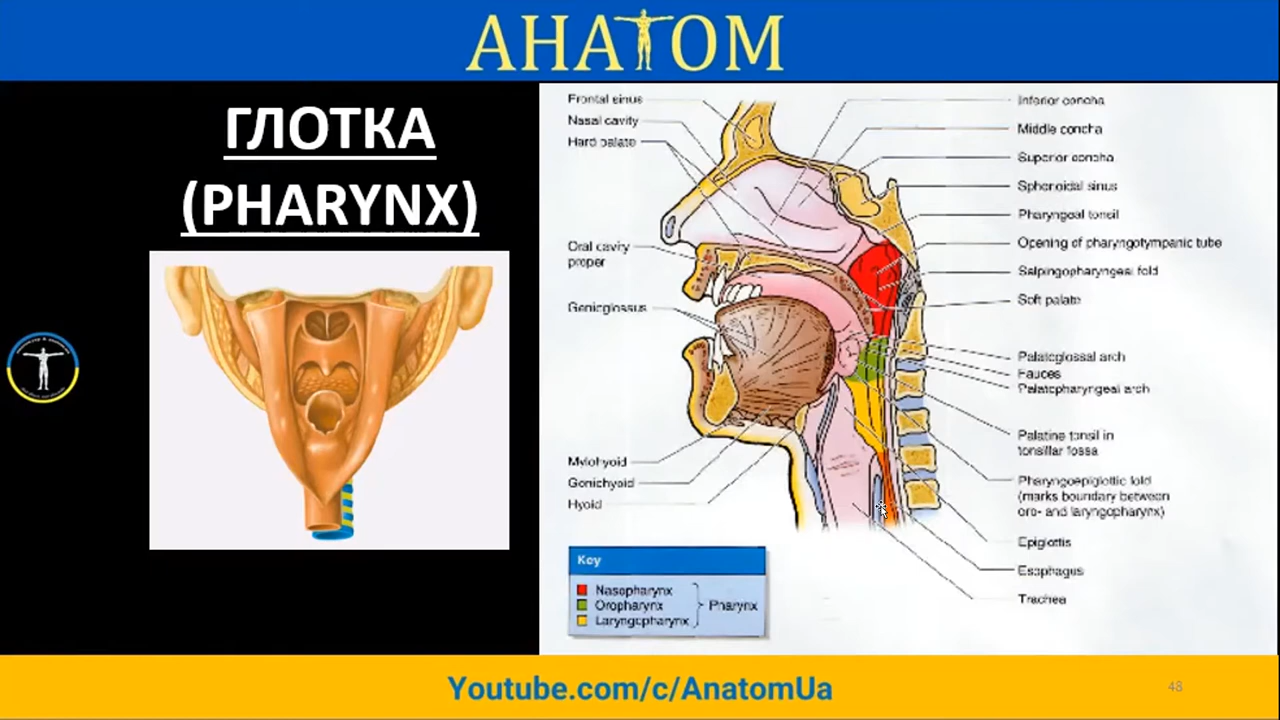 АНАТОМ
ГЛОТКА
(PHARYNX)
Frontal sinus
Nasal cavity
Hard palate
Oral cavity
proper
Genioglossus
Mylohyoid
Geniohyoid
Hyoid
Inferior concha
Middle concha
Superior concha
Sphenoidal sinus
Pharyngeal tonsil
Opening of pharyngotympanic tube
Salpingopharyngeal fold
Soft palate
Palatoglossal arch
Fauces
Palatopharyngeal arch
Palatine tonsil in
tonsillar fossa
Pharyngoepiglottic fold
(marks boundary between
oro- and laryngopharynx)
Epiglottis
Esophagus
Trachea
Key
Nasopharynx
Oropharynx
Laryngopharynx
Pharynx
Youtube.com/c/AnatomUa
48